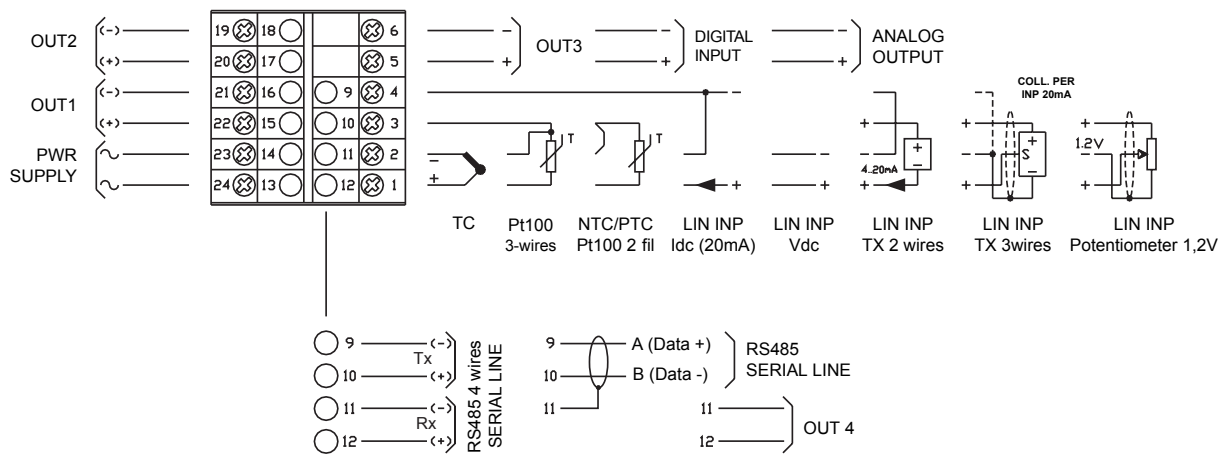 OUT2 (-) (+)
OUT1 (-) (+)
PWR
SUPPLY
19 18 6
20 17 5
21 16 9 4
22 15 10 3
23 14 11 2
24 13 12 1
- + OUT3
- + DIGITAL
INPUT
- + ANALOG
OUTPUT
COLL. PER
INP 20mA
- +
TC
T
Pt100
3-wires
T
NTC/PTC
Pt100 2 fil
- +
LIN INP
Idc (20mA)
- +
LIN INP
Vdc
+ + -
4..20mA
+
LIN INP
TX 2 wires
+ - + + S -
LIN INP
TX 3wires
+ 1.2V - +
LIN INP
Potentiometer 1,2V
9 (-)
Tx
10 (+)
11 (-)
Rx
12 (+)
RS485 4 wires
SERIAL LINE
9 A (Data +)
10 B (Data -)
11
RS485
SERIAL LINE
11
12
OUT 4